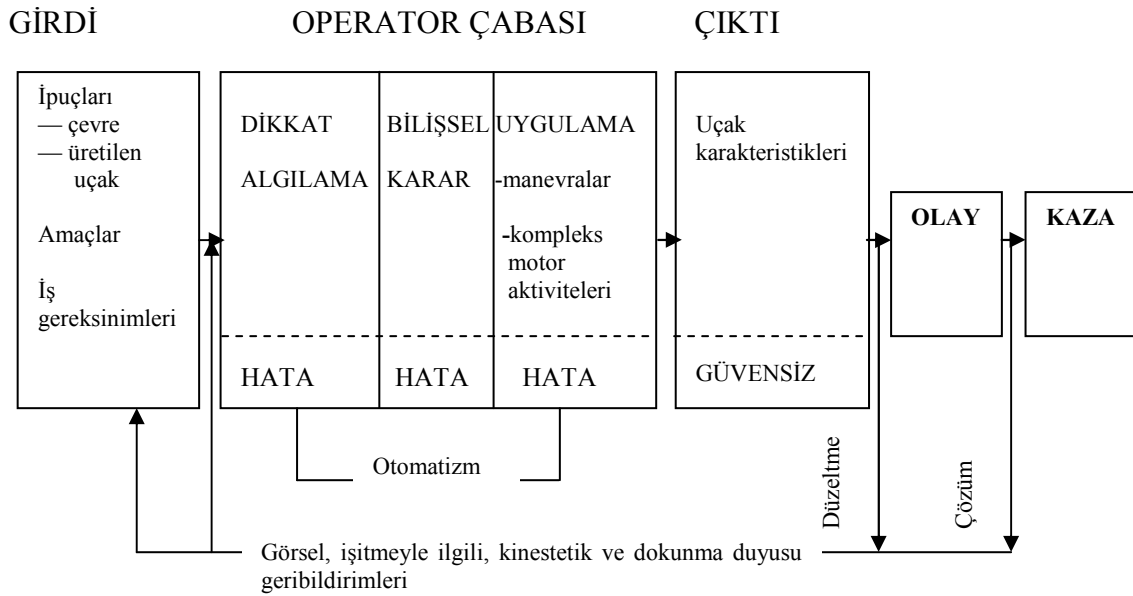 GİRDİ
OPERATOR ÇABASI
ÇIKTI
İpuçları
— çevre
— üretilen
uçak
Amaçlar
İş
gereksinimleri
DİKKAT
ALGILAMA
HATA
BİLİŞSEL
KARAR
HATA
UYGULAMA
-manevralar
-kompleks
motor
aktiviteleri
HATA
Uçak
karakteristikleri
GÜVENSİZ
OLAY
KAZA
Otomatizm
Düzeltme
Çözüm
Görsel, işitmeyle ilgili, kinestetik ve dokunma duyusu
geribildirimleri